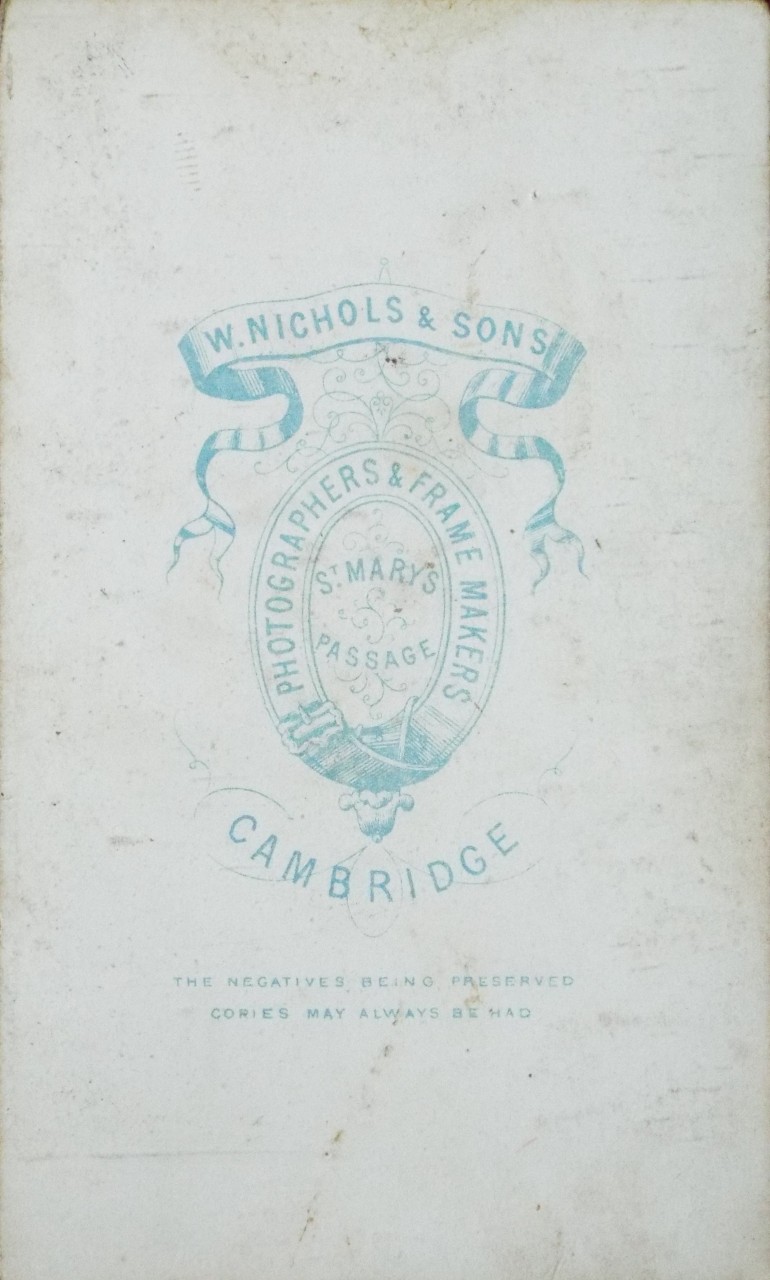 W. NICHOLS & SONS
PHOTOGRAPHERS & FRAME MAKERS
ST MARY'S
PASSAGE
CAMBRIDGE
THE NEGATIVES BEING PRESERVED
COPIES MAY ALWAYS BE HAD